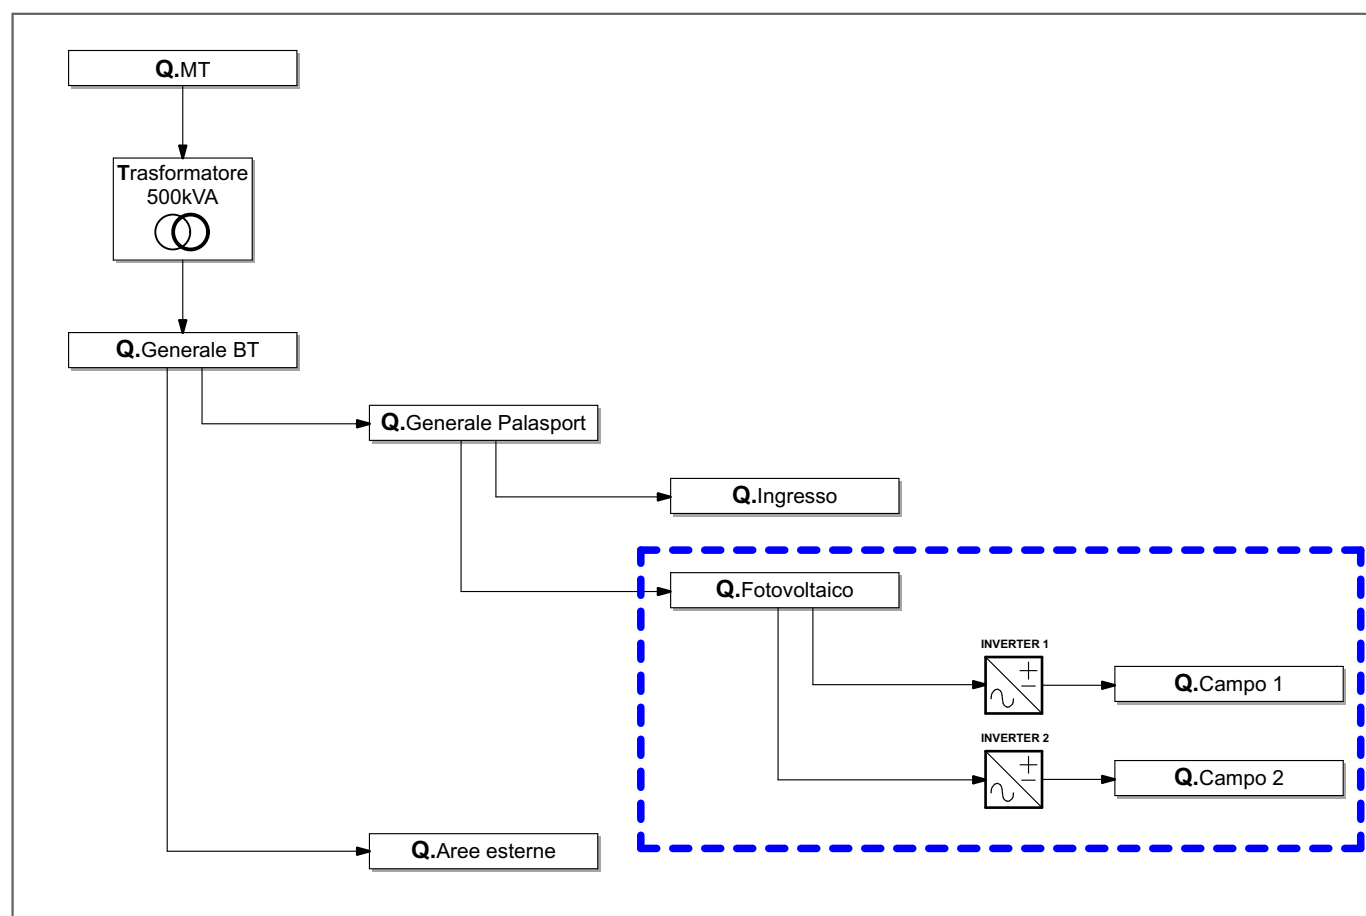 Q.MT
Trasformatore
500kVA
Q.Generale BT
Q.Generale Palasport
Q.Ingresso
Q.Fotovoltaico
INVERTER 1
Q.Campo 1
INVERTER 2
Q.Campo 2
Q.Aree esterne